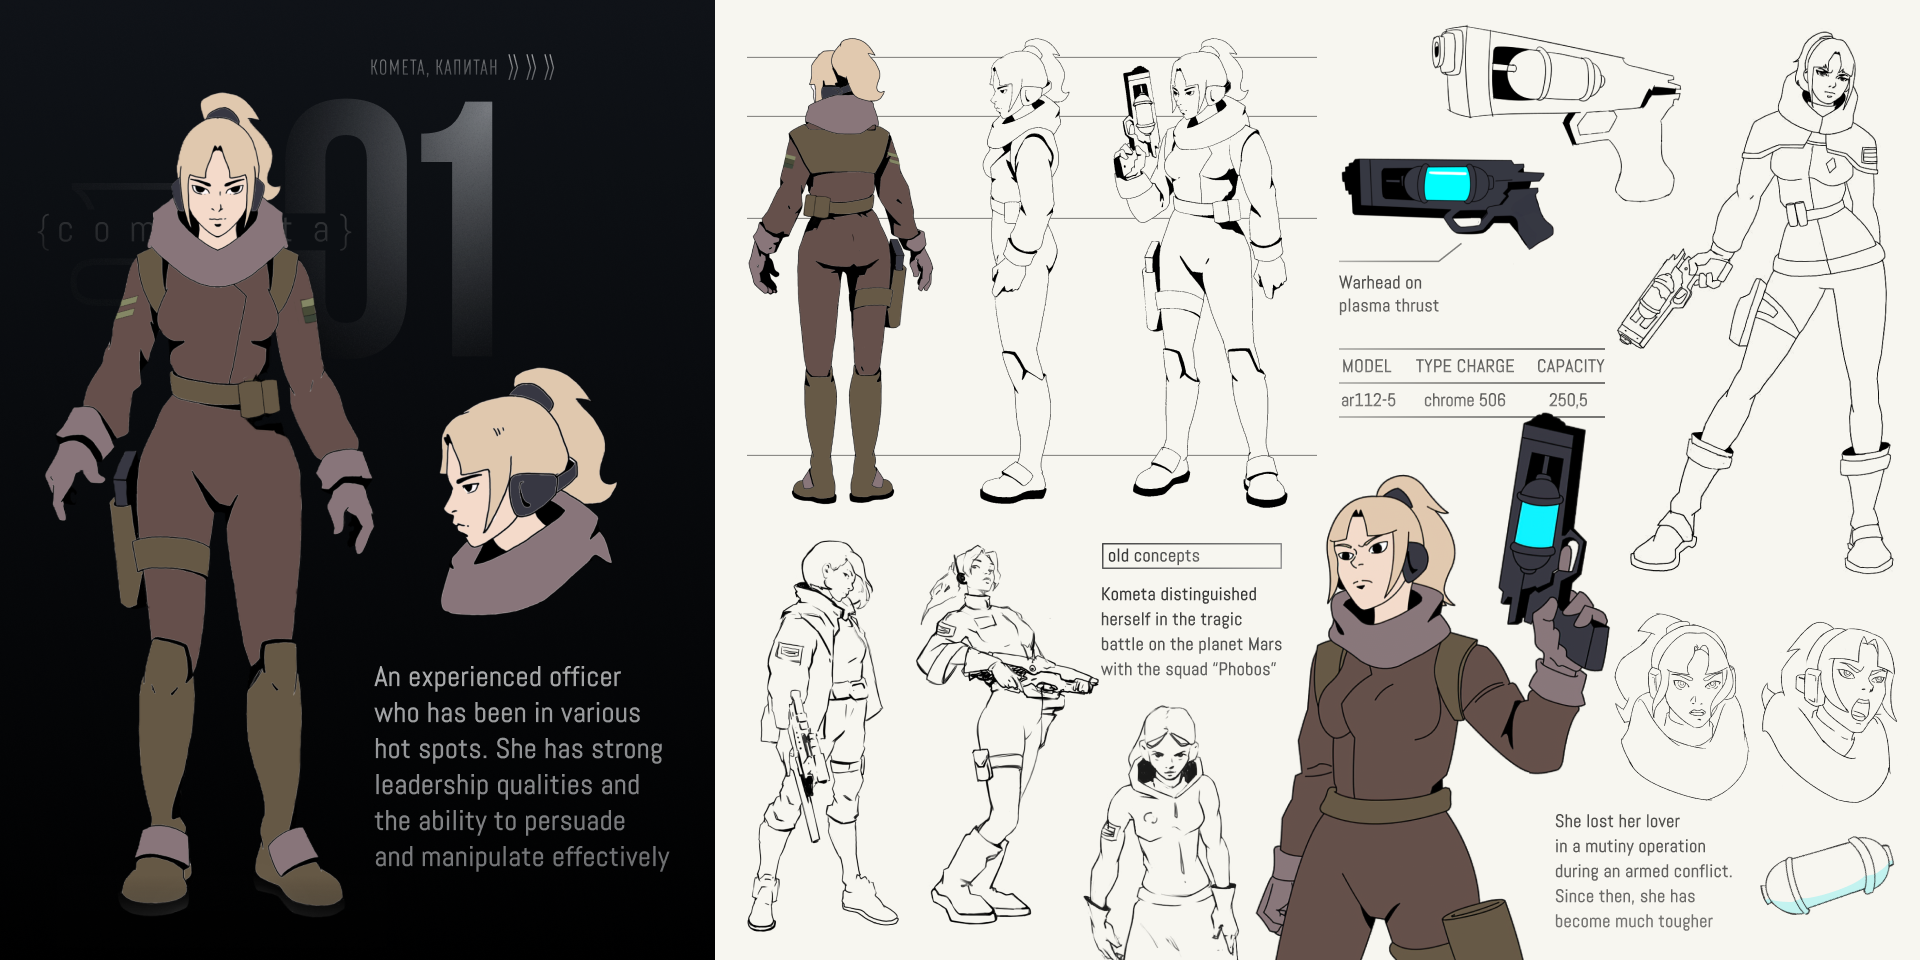 КОМЕТА, КАПИТАН
01
{com ta}
An experienced officer
who has been in various
hot spots. She has strong
leadership qualities and
the ability to persuade
and manipulate effectively
Warhead on
plasma thrust
MODEL TYPE CHARGE CAPACITY
ar112-5 chrome 506 250,5
old concepts
Kometa distinguished
herself in the tragic
battle on the planet Mars
with the squad “Phobos”
She lost her lover
in a mutiny operation
during an armed conflict.
Since then, she has
become much tougher